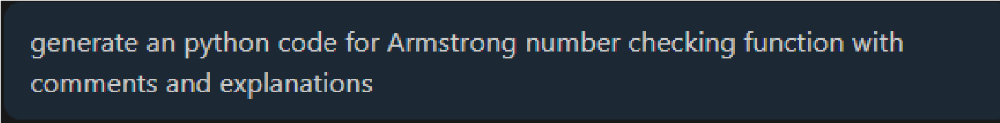 generate an python code for Armstrong number checking function with
comments and explanations